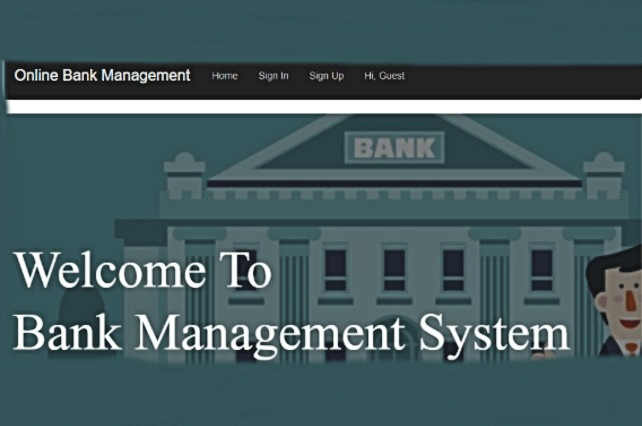 Online Bank Management Home Sign In Sign Up Hi, Guest
BANK
Welcome To
Bank Management System